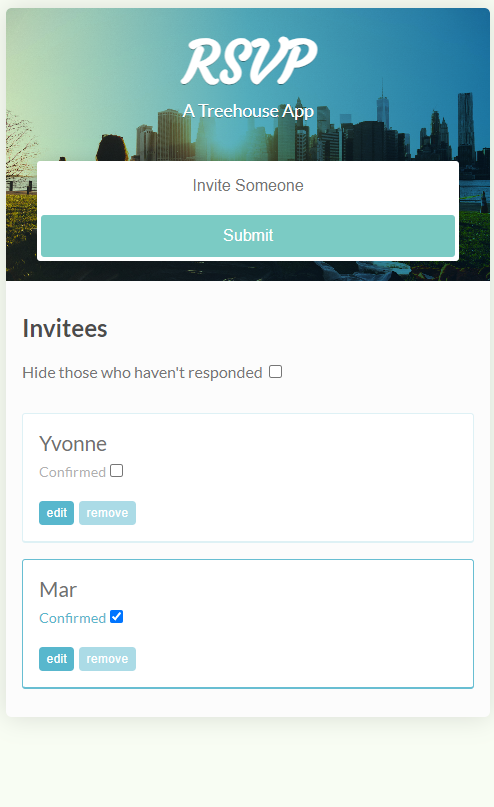 RSVP
A Treehouse App
Invite Someone
Submit
Invitees
Hide those who haven't responded
Yvonne
Confirmed
edit remove
Mar
Confirmed
edit remove